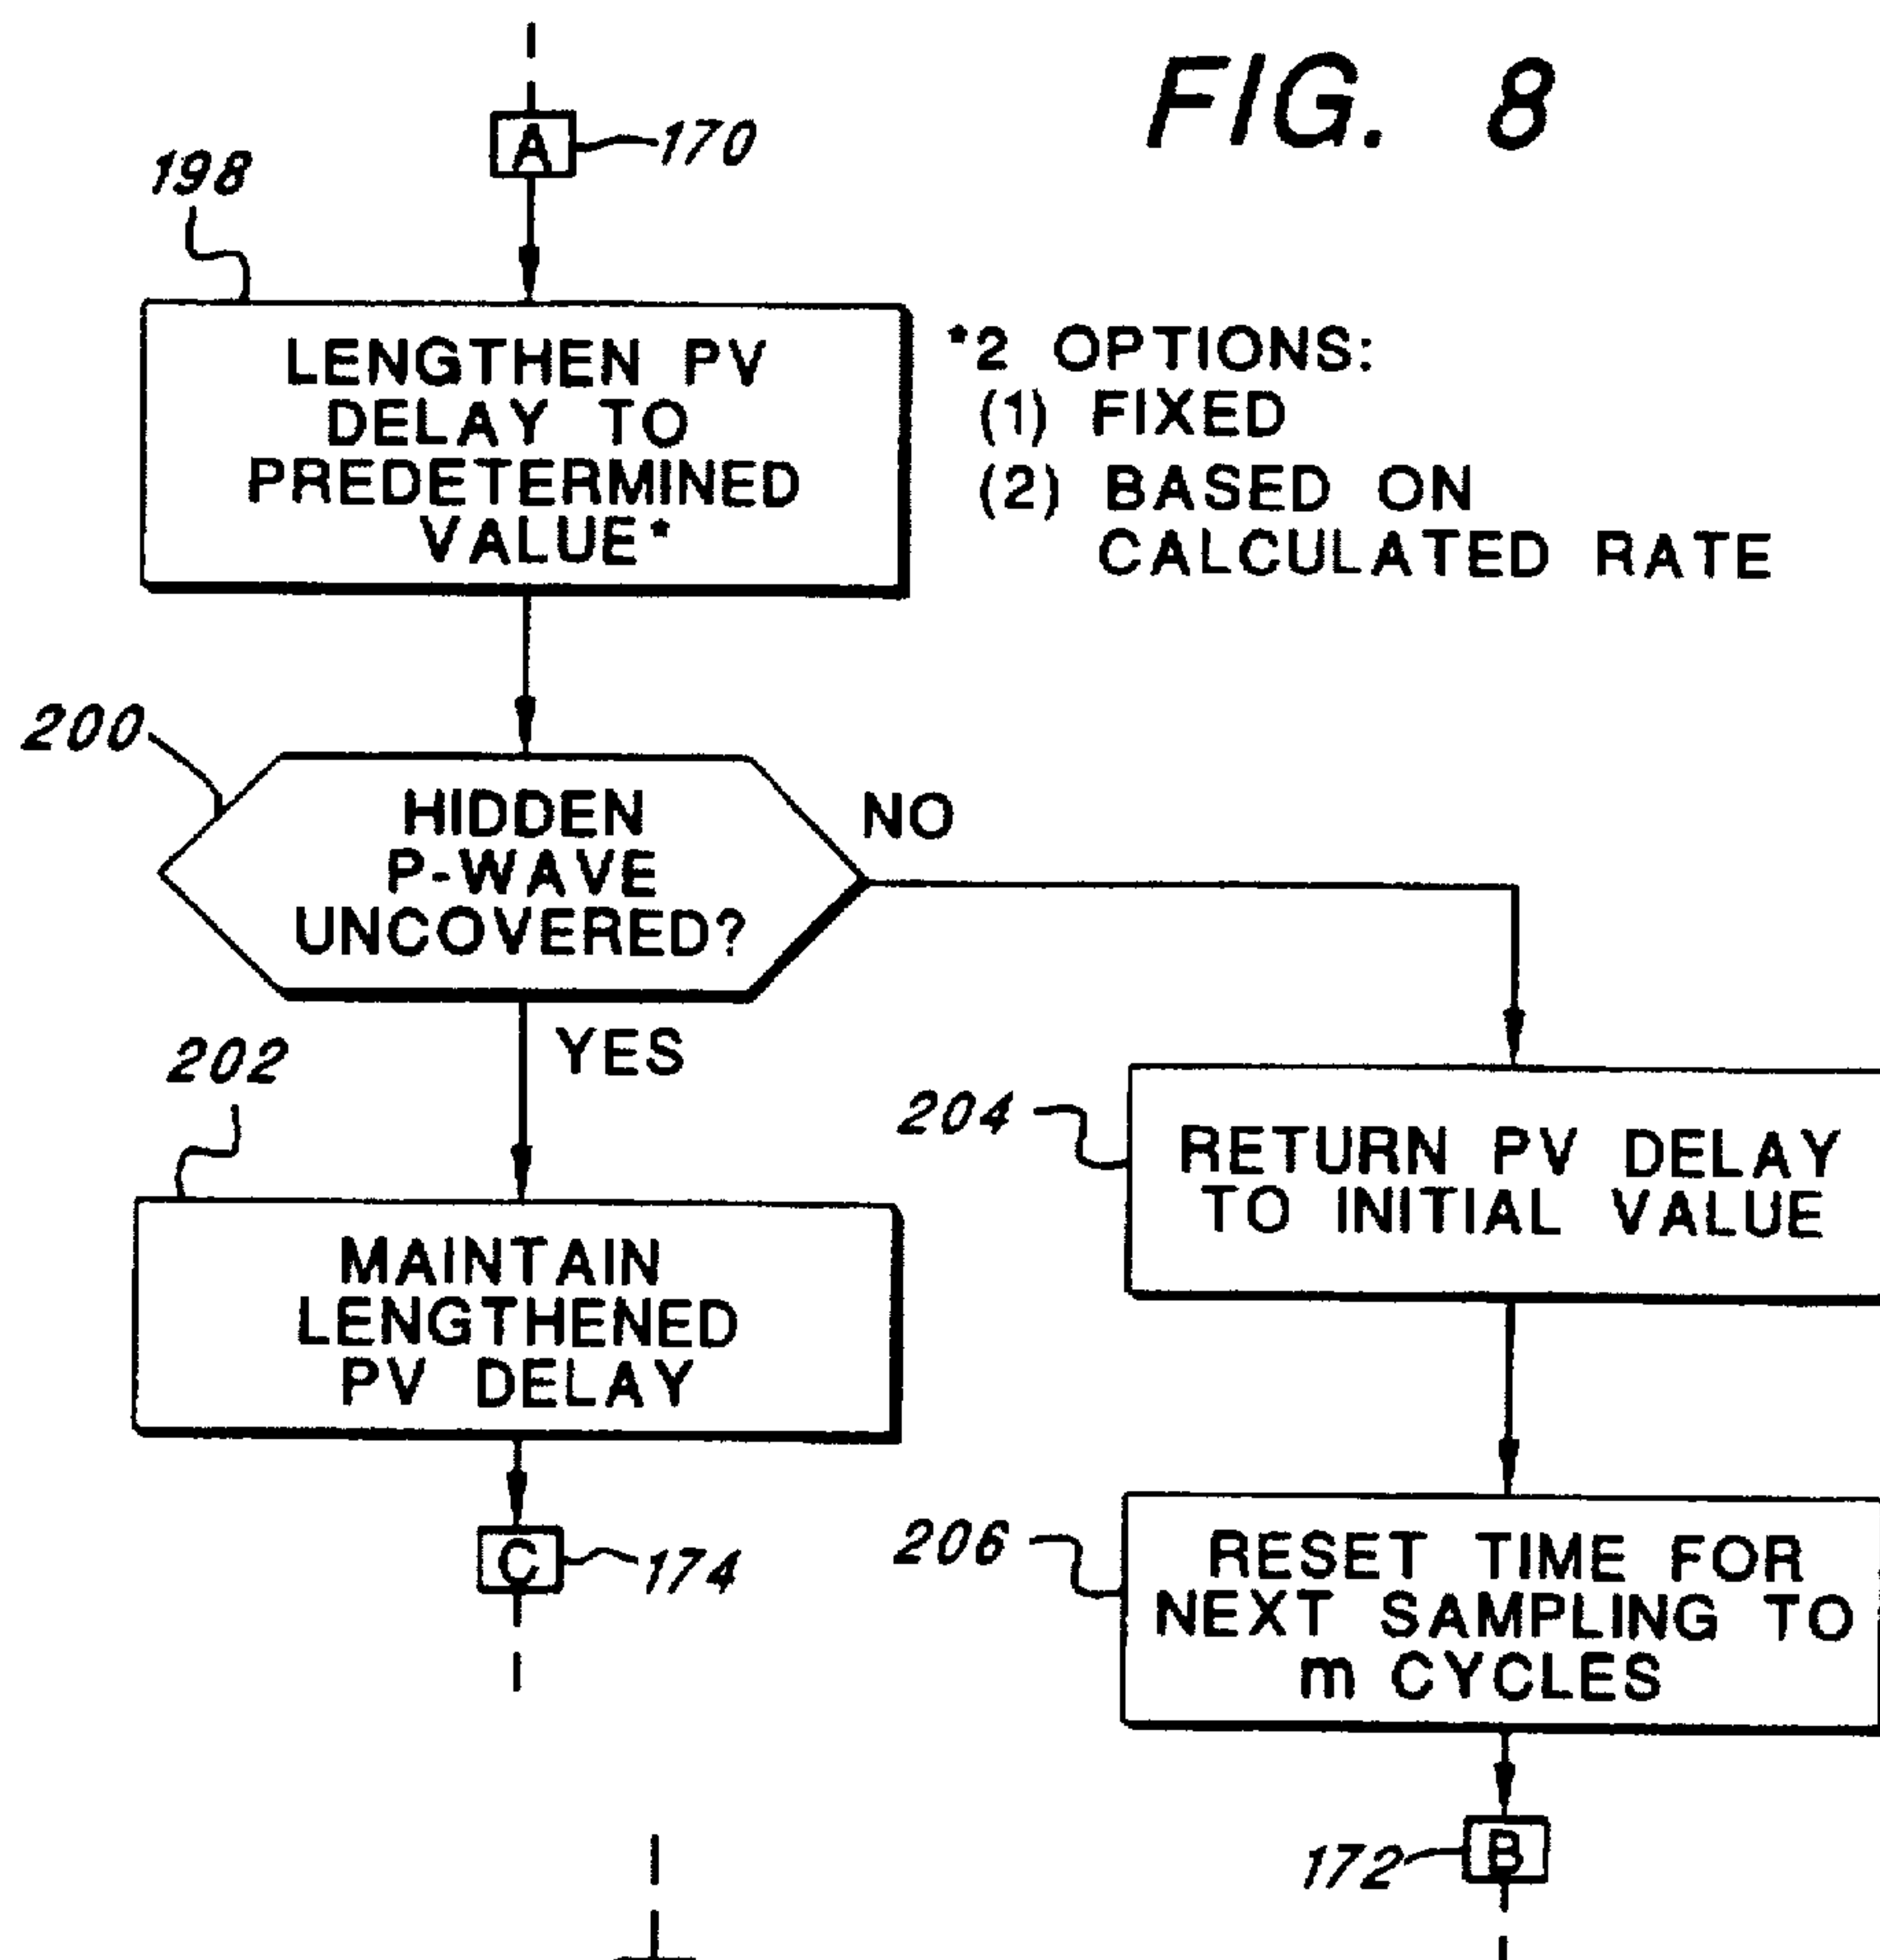 FIG. 8
A
170
198
LENGTHEN PV
DELAY TO
PREDETERMINED
VALUE*
*2 OPTIONS:
(1) FIXED
(2) BASED ON
CALCULATED RATE
200
HIDDEN
P-WAVE
UNCOVERED?
NO
YES
202
MAINTAIN
LENGTHENED
PV DELAY
C
174
204
RETURN PV DELAY
TO INITIAL VALUE
206
RESET TIME FOR
NEXT SAMPLING TO
m CYCLES
172
B